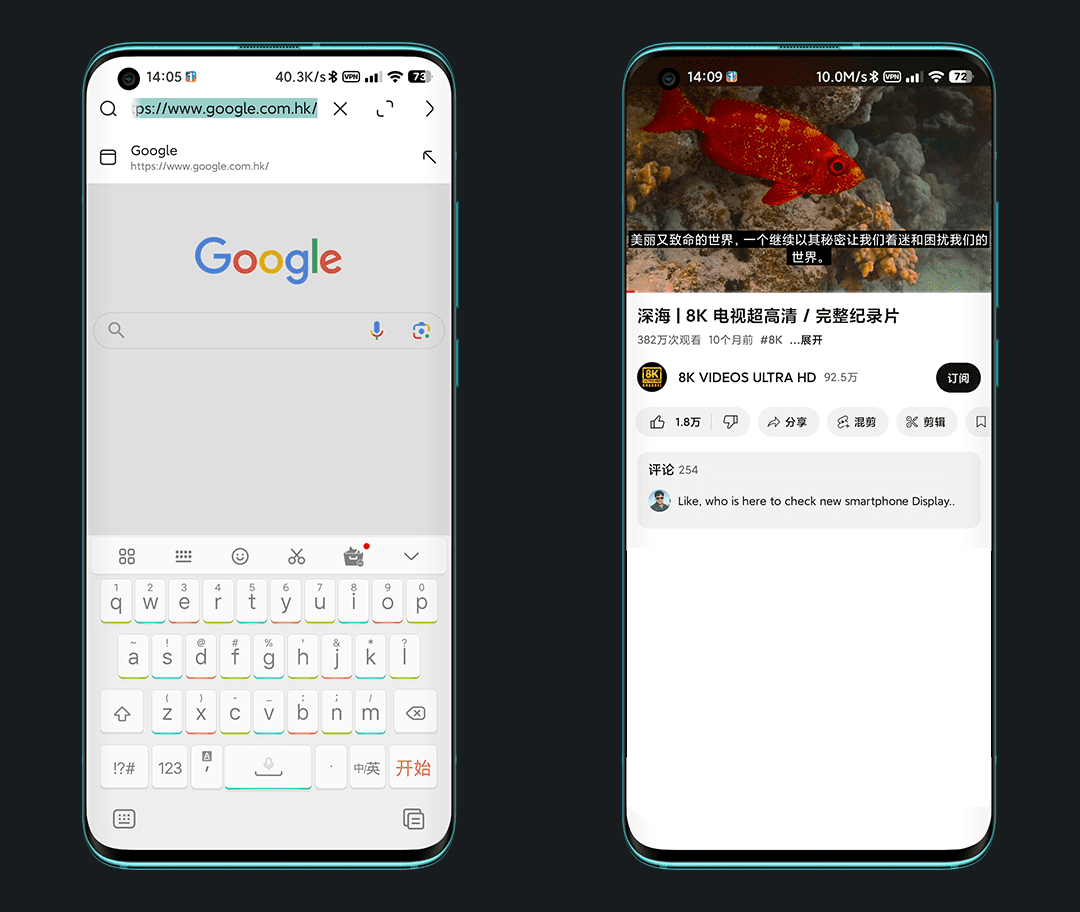 14:05 40.3K/s VPN 73
tps://www.google.com.hk/
Google
https://www.google.com.hk/
Google
1 2 3 4 5 6 7 8 9 0
q w e r t y u i o p
~ ! @ # % ' & * ?
a s d f g h j k l
( ) - _ : ; /
z x c v b n m
!?# 123 , . 中/英 开始
14:09 10.0M/s VPN 72
美丽又致命的世界，一个继续以其秘密让我们着迷和困扰我们的
世界。
深海 | 8K 电视超高清 / 完整纪录片
382万次观看 10个月前 #8K ...展开
8K
8K VIDEOS ULTRA HD 92.5万 订阅
1.8万 分享 混剪 剪辑
评论 254
Like, who is here to check new smartphone Display..